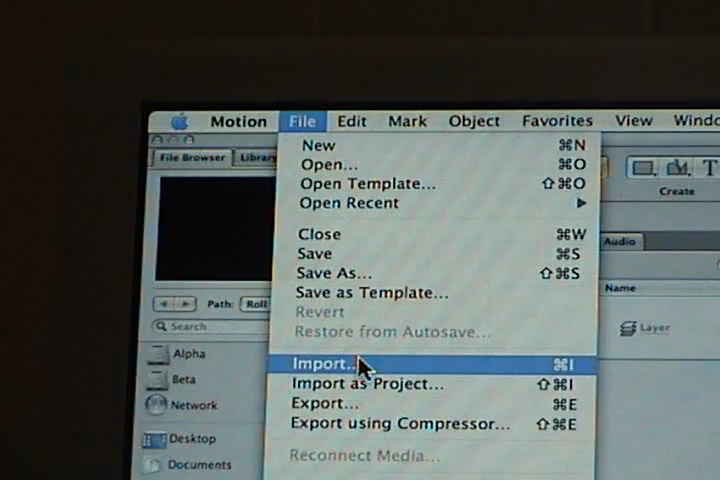 Motion File Edit Mark Object Favorites View Windo
File Browser Library
New ⌘N
Open... ⌘O
Open Template... ⇧⌘O
Open Recent ▶
Close ⌘W
Save ⌘S
Save As... ⇧⌘S
Save as Template...
Revert
Restore from Autosave...
Import... ⌘I
Import as Project... ⇧⌘I
Export... ⌘E
Export using Compressor... ⇧⌘E
Reconnect Media...
T
Create
Audio
Name
Layer
Path: Roll
Search
Alpha
Beta
Network
Desktop
Documents